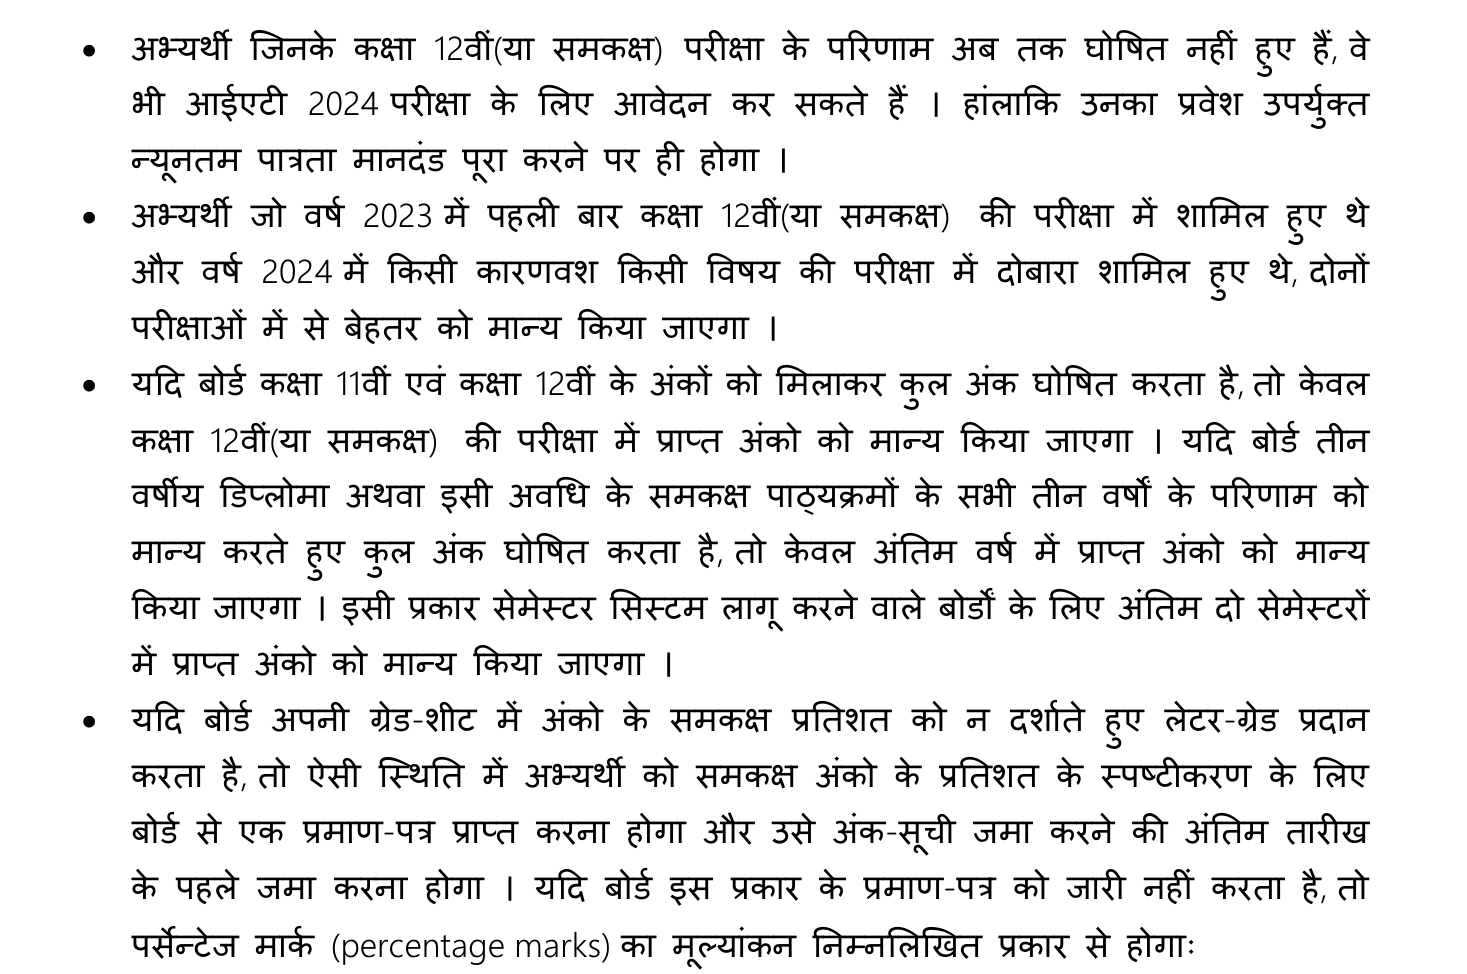 • अभ्यर्थी जिनके कक्षा 12वीं(या समकक्ष) परीक्षा के परिणाम अब तक घोषित नहीं हुए हैं, वे
भी आईएटी 2024 परीक्षा के लिए आवेदन कर सकते हैं । हांलाकि उनका प्रवेश उपर्युक्त
न्यूनतम पात्रता मानदंड पूरा करने पर ही होगा ।
• अभ्यर्थी जो वर्ष 2023 में पहली बार कक्षा 12वीं(या समकक्ष) की परीक्षा में शामिल हुए थे
और वर्ष 2024 में किसी कारणवश किसी विषय की परीक्षा में दोबारा शामिल हुए थे, दोनों
परीक्षाओं में से बेहतर को मान्य किया जाएगा ।
• यदि बोर्ड कक्षा 11वीं एवं कक्षा 12वीं के अंकों को मिलाकर कुल अंक घोषित करता है, तो केवल
कक्षा 12वीं(या समकक्ष) की परीक्षा में प्राप्त अंको को मान्य किया जाएगा । यदि बोर्ड तीन
वर्षीय डिप्लोमा अथवा इसी अवधि के समकक्ष पाठ्यक्रमों के सभी तीन वर्षों के परिणाम को
मान्य करते हुए कुल अंक घोषित करता है, तो केवल अंतिम वर्ष में प्राप्त अंको को मान्य
किया जाएगा । इसी प्रकार सेमेस्टर सिस्टम लागू करने वाले बोर्डों के लिए अंतिम दो सेमेस्टरों
में प्राप्त अंको को मान्य किया जाएगा ।
• यदि बोर्ड अपनी ग्रेड-शीट में अंको के समकक्ष प्रतिशत को न दर्शाते हुए लेटर-ग्रेड प्रदान
करता है, तो ऐसी स्थिति में अभ्यर्थी को समकक्ष अंको के प्रतिशत के स्पष्टीकरण के लिए
बोर्ड से एक प्रमाण-पत्र प्राप्त करना होगा और उसे अंक-सूची जमा करने की अंतिम तारीख
के पहले जमा करना होगा । यदि बोर्ड इस प्रकार के प्रमाण-पत्र को जारी नहीं करता है, तो
पर्सेन्टेज मार्क (percentage marks) का मूल्यांकन निम्नलिखित प्रकार से होगाः